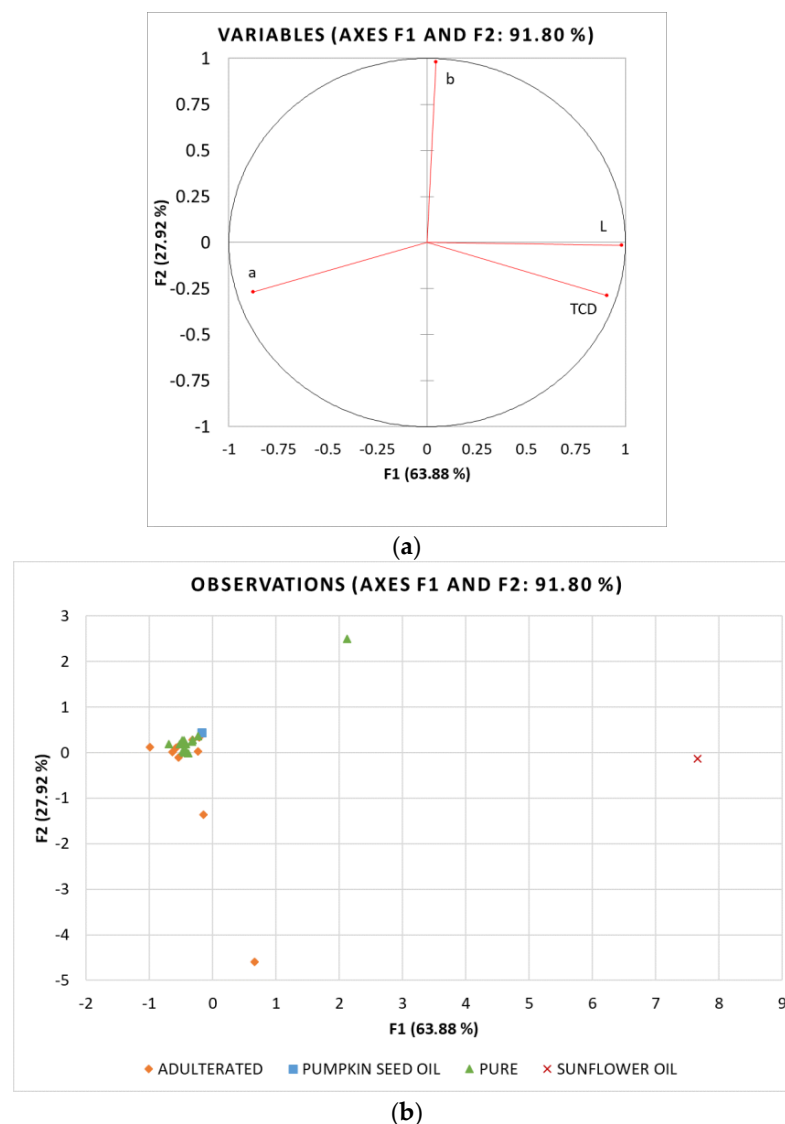 VARIABLES (AXES F1 AND F2: 91.80 %)
1
0.75
0.5
0.25
0
-0.25
-0.5
-0.75
-1
F2 (27.92 %)
b
L
a
TCD
-1 -0.75 -0.5 -0.25 0 0.25 0.5 0.75 1
F1 (63.88 %)
(a)
OBSERVATIONS (AXES F1 AND F2: 91.80 %)
3
2
1
0
-1
-2
-3
-4
-5
F2 (27.92 %)
-2 -1 0 1 2 3 4 5 6 7 8 9
F1 (63.88 %)
ADULTERATED PUMPKIN SEED OIL PURE SUNFLOWER OIL
(b)